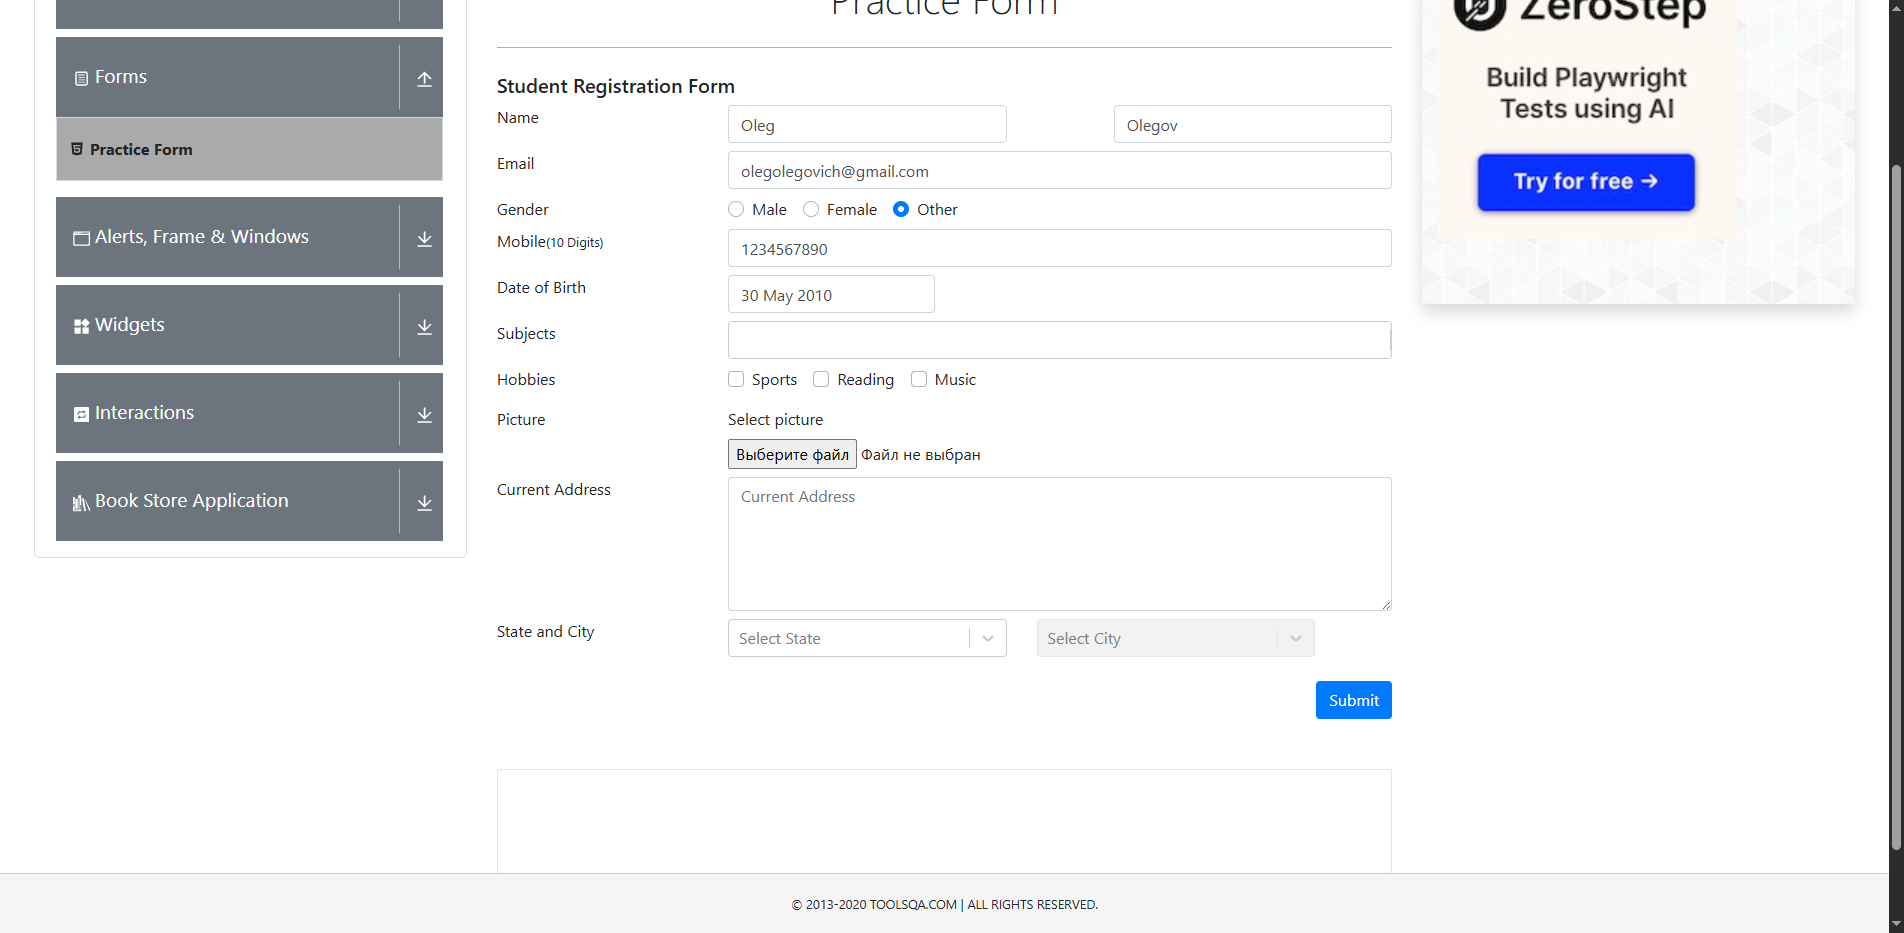 Practice Form
ZeroStep
Build Playwright
Tests using AI
Try for free →
Forms
Practice Form
Alerts, Frame & Windows
Widgets
Interactions
Book Store Application
Student Registration Form
Name
Oleg
Olegov
Email
olegolegovich@gmail.com
Gender
Male Female Other
Mobile(10 Digits)
1234567890
Date of Birth
30 May 2010
Subjects
Hobbies
Sports Reading Music
Picture
Select picture
Выберите файл Файл не выбран
Current Address
Current Address
State and City
Select State
Select City
Submit
© 2013-2020 TOOLSQA.COM | ALL RIGHTS RESERVED.